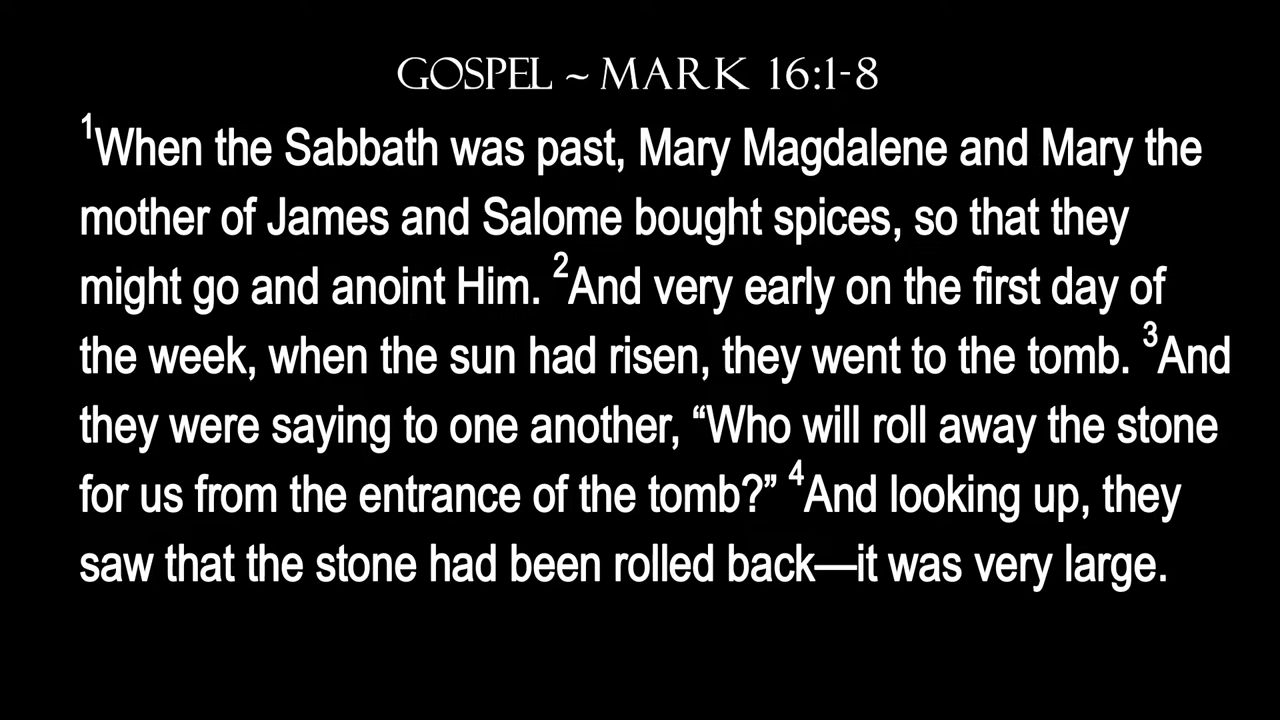 GOSPEL ~ MARK 16:1-8
1When the Sabbath was past, Mary Magdalene and Mary the
mother of James and Salome bought spices, so that they
might go and anoint Him. 2And very early on the first day of
the week, when the sun had risen, they went to the tomb. 3And
they were saying to one another, “Who will roll away the stone
for us from the entrance of the tomb?” 4And looking up, they
saw that the stone had been rolled back—it was very large.